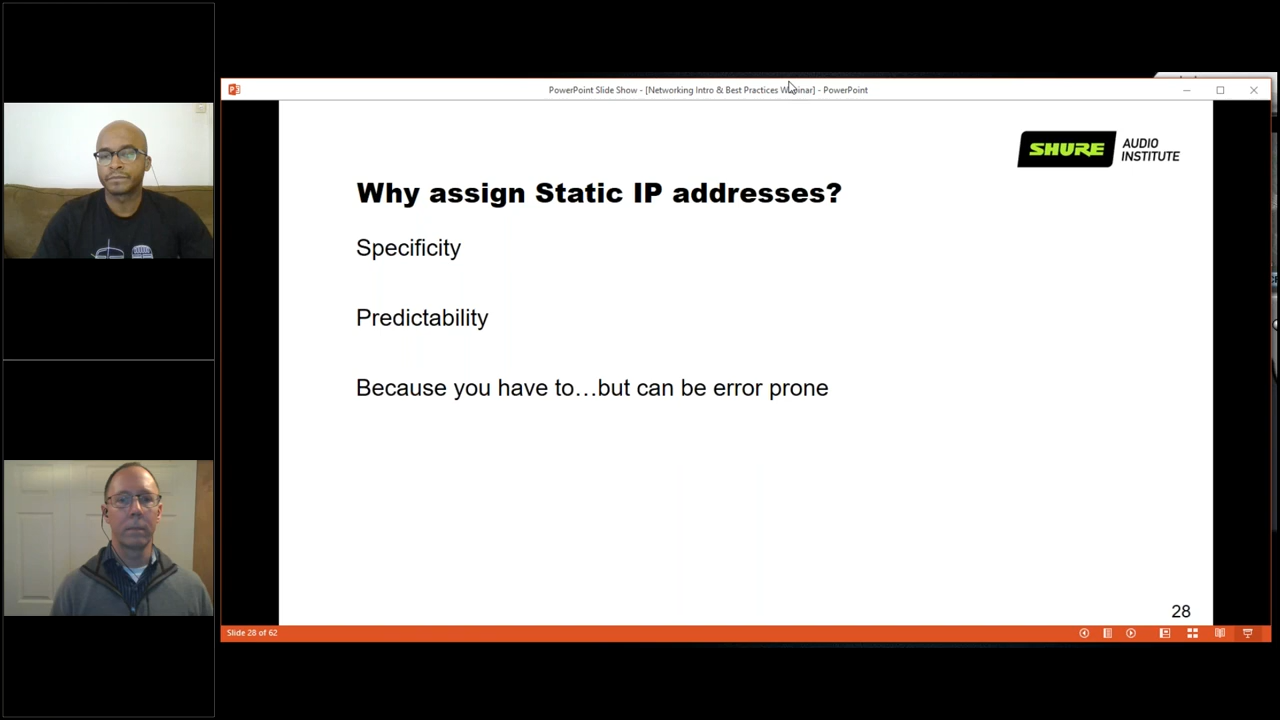 PowerPoint Slide Show - [Networking Intro & Best Practices Webinar] - PowerPoint
SHURE AUDIO INSTITUTE
Why assign Static IP addresses?
Specificity
Predictability
Because you have to…but can be error prone
28
Slide 28 of 62